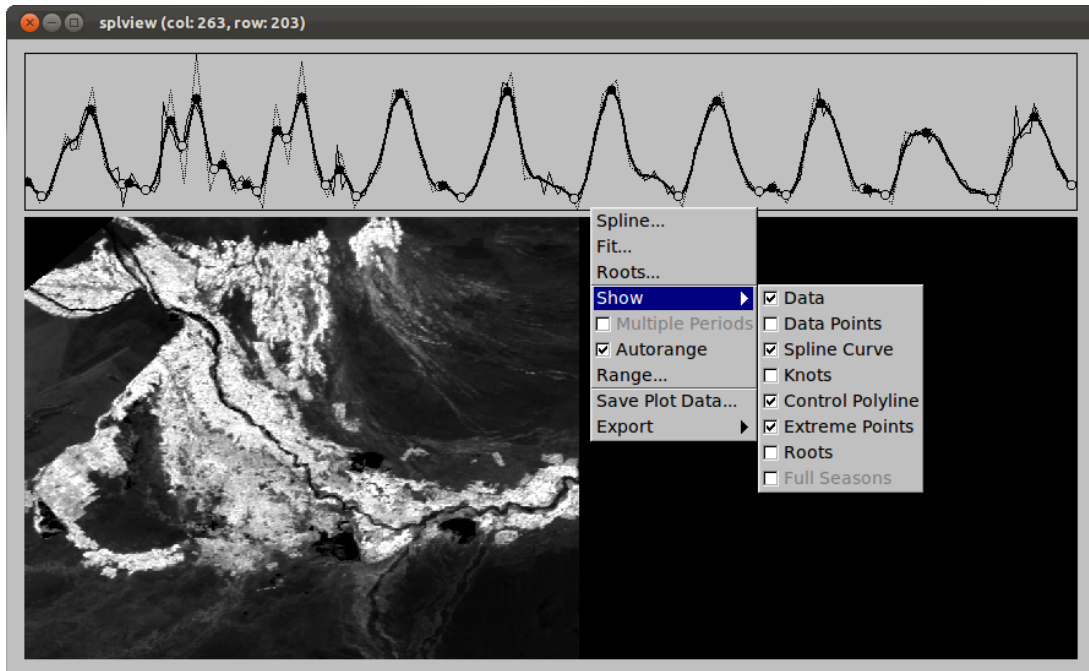 splview (col: 263, row: 203)
Spline...
Fit...
Roots...
Show
Multiple Periods
Autorange
Range...
Save Plot Data...
Export
Data
Data Points
Spline Curve
Knots
Control Polyline
Extreme Points
Roots
Full Seasons